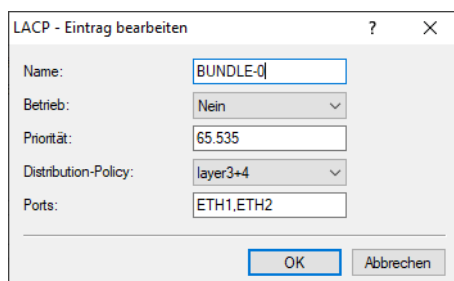 LACP - Eintrag bearbeiten ? X
Name: BUNDLE-0
Betrieb: Nein
Priorität: 65.535
Distribution-Policy: layer3+4
Ports: ETH1,ETH2
OK Abbrechen